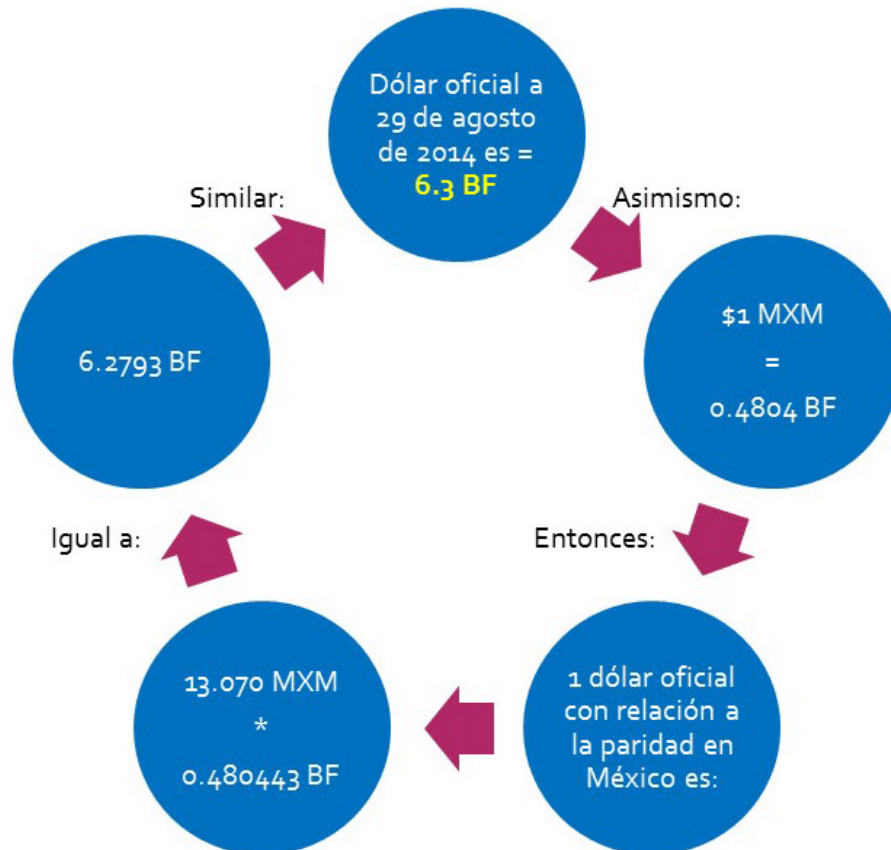 Dólar oficial a
29 de agosto
de 2014 es =
6.3 BF
Asimismo:
$1 MXM
=
0.4804 BF
Entonces:
1 dólar oficial
con relación a
la paridad en
México es:
13.070 MXM
*
0.480443 BF
Igual a:
6.2793 BF
Similar: